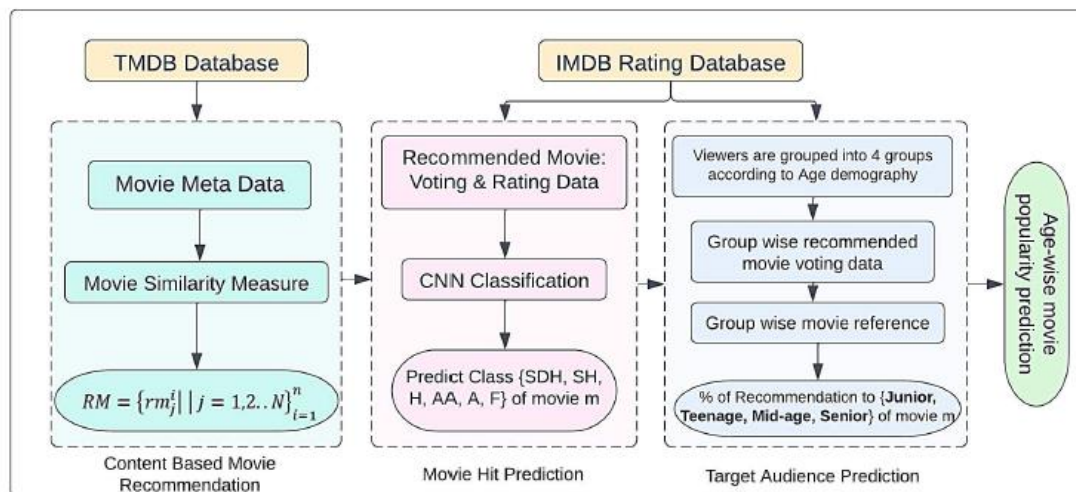 TMDB Database
IMDB Rating Database
Movie Meta Data
Movie Similarity Measure
RM = {rm_j^i| | j = 1,2..N}_{i=1}^n
Content Based Movie
Recommendation
Recommended Movie:
Voting & Rating Data
CNN Classification
Predict Class {SDH, SH,
H, AA, A, F} of movie m
Movie Hit Prediction
Viewers are grouped into 4 groups
according to Age demography
Group wise recommended
movie voting data
Group wise movie reference
% of Recommendation to {Junior,
Teenage, Mid-age, Senior} of movie m
Target Audience Prediction
Age-wise movie
popularity prediction